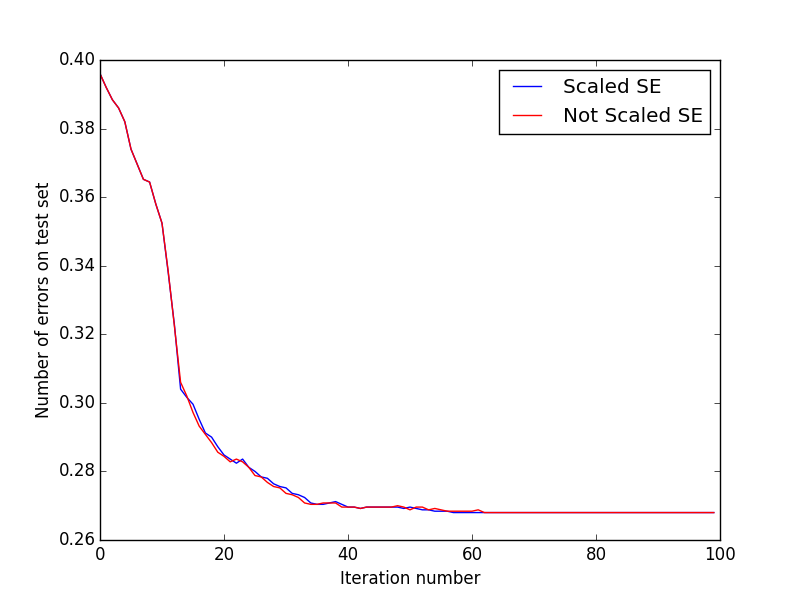 0.40
0.38
0.36
0.34
0.32
0.30
0.28
0.26
Number of errors on test set
Scaled SE
Not Scaled SE
0 20 40 60 80 100
Iteration number